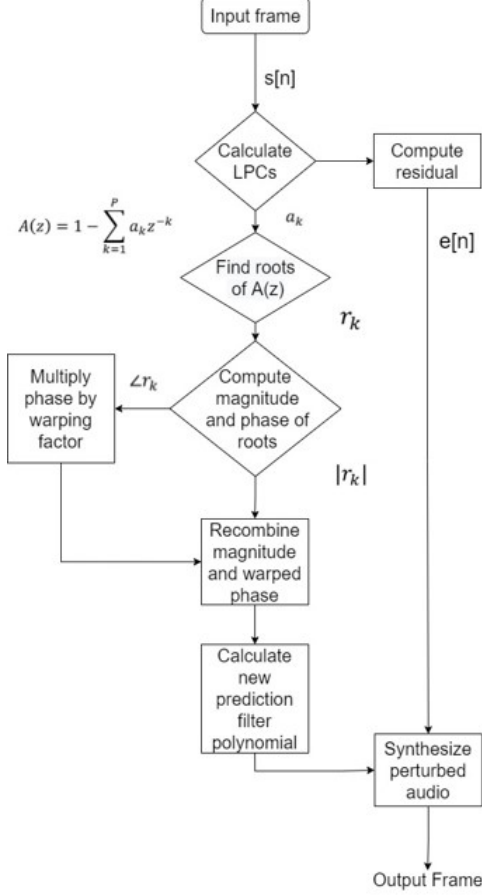 Input frame
s[n]
Calculate
LPCs
Compute
residual
A(z) = 1 − ∑_{k=1}^{P} a_k z^{−k}
a_k
e[n]
Find roots
of A(z)
r_k
Multiply
phase by
warping
factor
∠r_k
Compute
magnitude
and phase of
roots
|r_k|
Recombine
magnitude
and warped
phase
Calculate
new
prediction
filter
polynomial
Synthesize
perturbed
audio
Output Frame